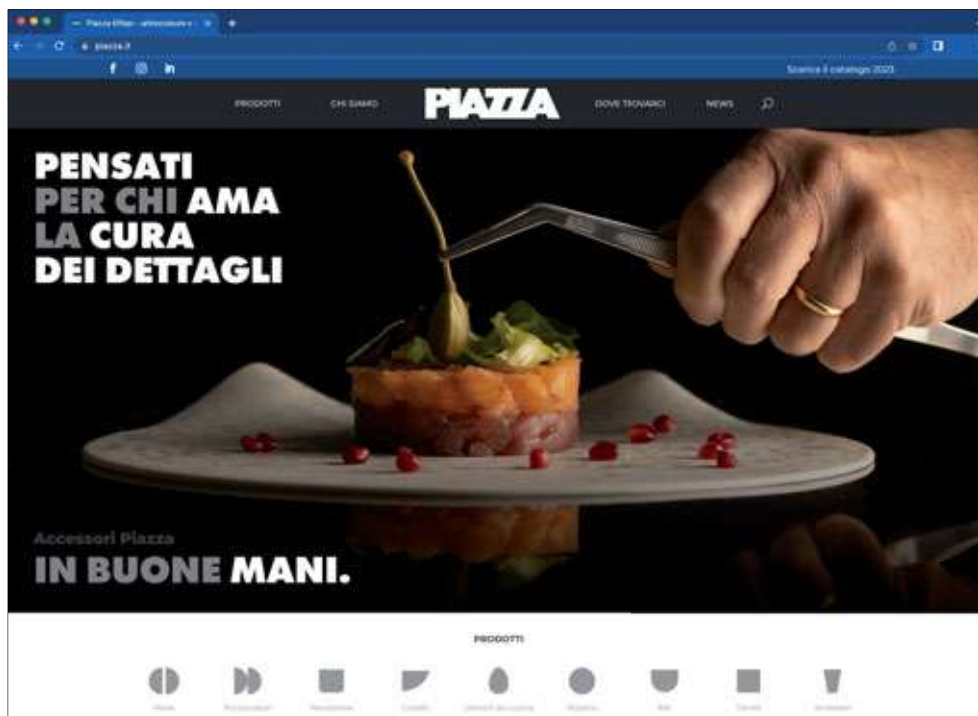 piazza.it
Scarica il catalogo 2023
PRODOTTI
CHI SIAMO
PIAZZA
DOVE TROVARCI
NEWS
PENSATI
PER CHI AMA
LA CURA
DEI DETTAGLI
Accessori Piazza
IN BUONE MANI.
PRODOTTI